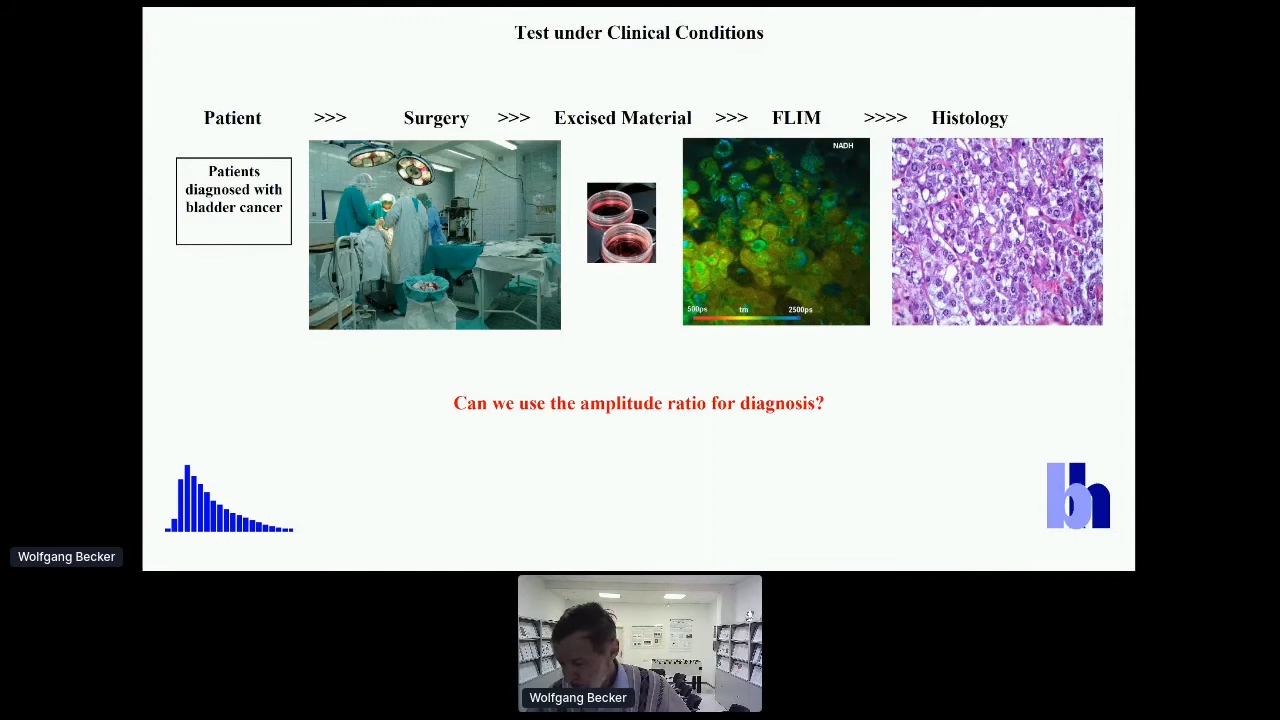 Test under Clinical Conditions
Patient >>> Surgery >>> Excised Material >>> FLIM >>>> Histology
Patients
diagnosed with
bladder cancer
NADH
500ps tm 2500ps
Can we use the amplitude ratio for diagnosis?
bh
Wolfgang Becker
Wolfgang Becker